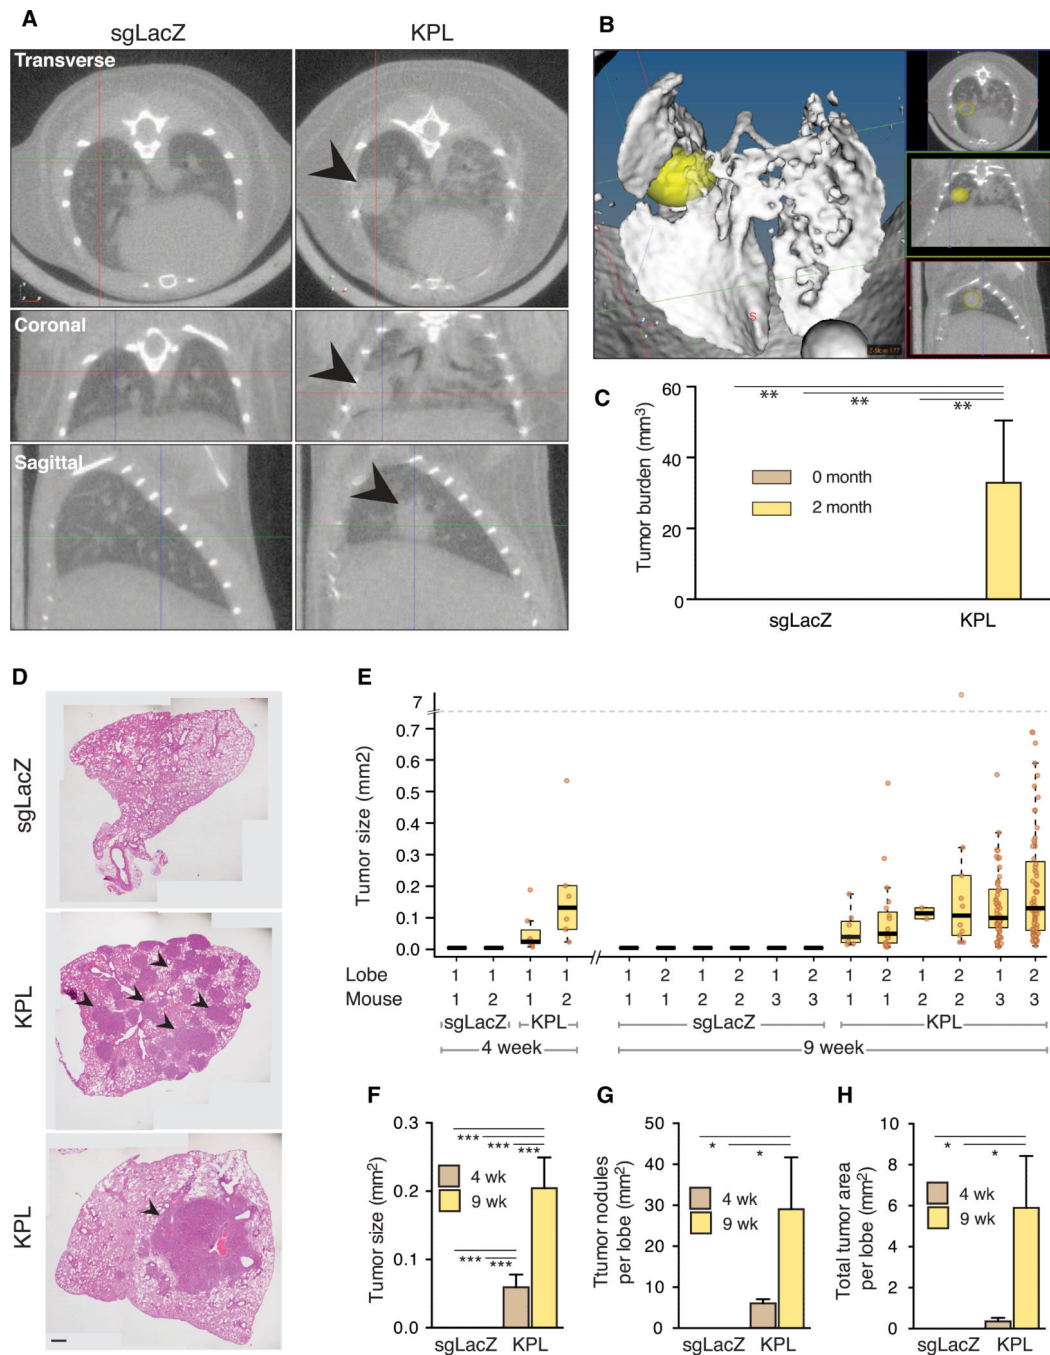 A
sgLacZ
KPL
Transverse
Coronal
Sagittal
B
S
C
Tumor burden (mm3)
60
40
20
0
** ** **
0 month
2 month
sgLacZ
KPL
D
sgLacZ
KPL
KPL
E
Tumor size (mm2)
7
0.7
0.6
0.5
0.4
0.3
0.2
0.1
0.0
Lobe 1 1 1 1 1 2 1 2 1 2 1 2 1 2 1 2
Mouse 1 2 1 2 1 1 2 2 3 3 1 1 2 2 3 3
sgLacZ KPL sgLacZ KPL
4 week 9 week
F
Tumor size (mm2)
0.3
0.2
0.1
0.0
*** *** ***
4 wk
9 wk
*** ***
sgLacZ KPL
G
Ttumor nodules
per lobe (mm2)
50
40
30
20
10
0
* *
4 wk
9 wk
sgLacZ KPL
H
Total tumor area
per lobe (mm2)
10
8
6
4
2
0
* *
4 wk
9 wk
sgLacZ KPL